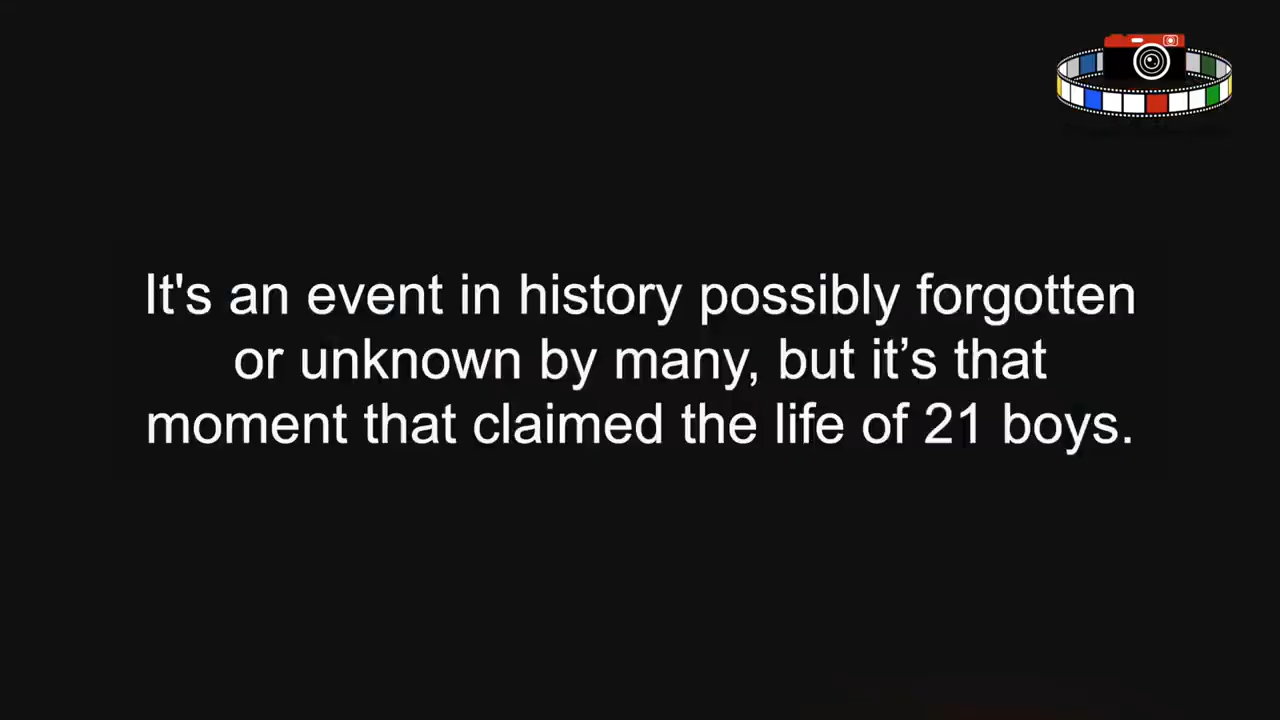 It's an event in history possibly forgotten
or unknown by many, but it’s that
moment that claimed the life of 21 boys.